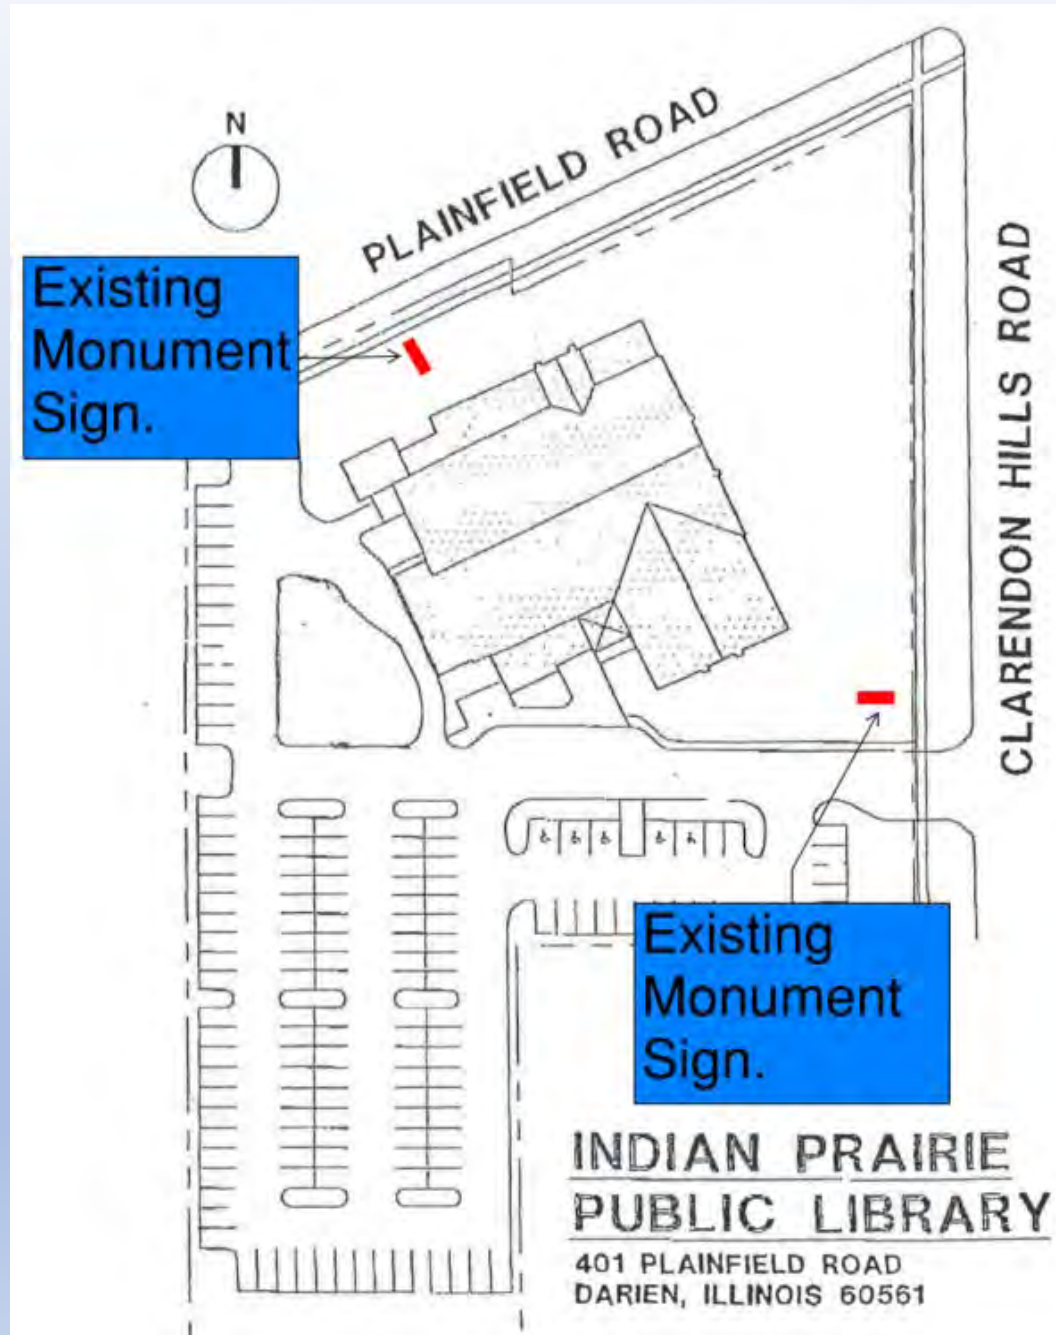 N
PLAINFIELD ROAD
Existing
Monument
Sign.
CLARENDON HILLS ROAD
Existing
Monument
Sign.
INDIAN PRAIRIE
PUBLIC LIBRARY
401 PLAINFIELD ROAD
DARIEN, ILLINOIS 60561